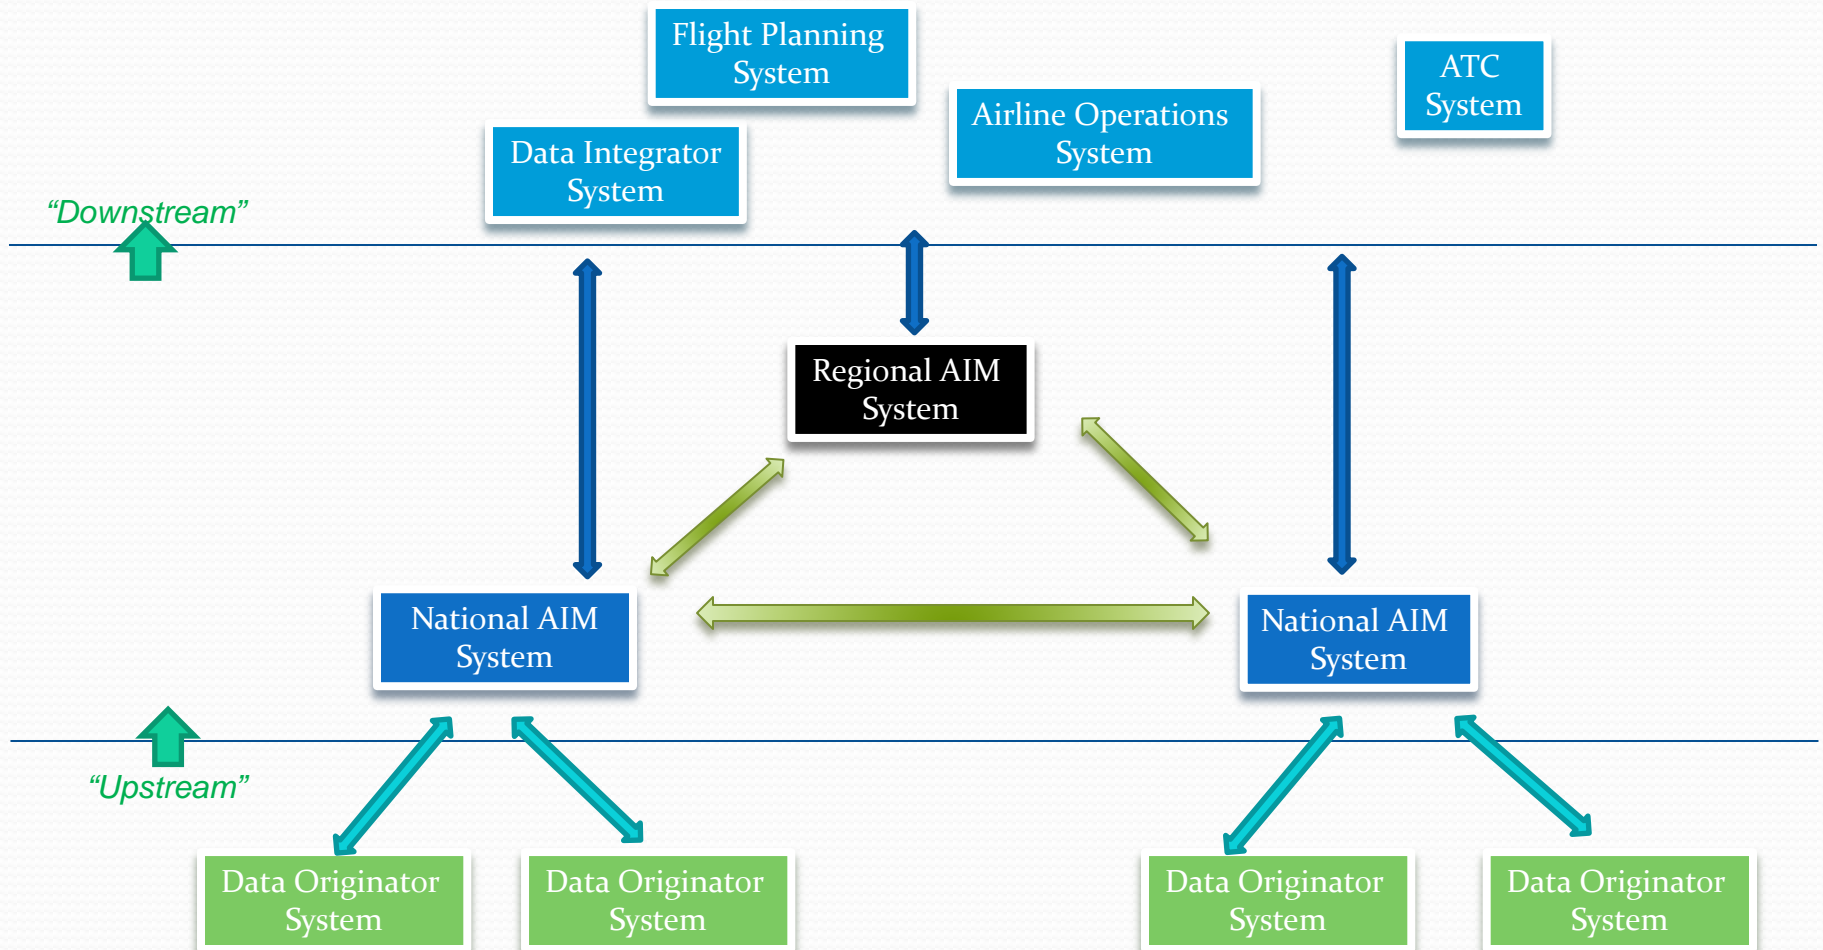 Flight Planning
System
ATC
System
Airline Operations
System
Data Integrator
System
“Downstream”
Regional AIM
System
National AIM
System
National AIM
System
“Upstream”
Data Originator
System
Data Originator
System
Data Originator
System
Data Originator
System